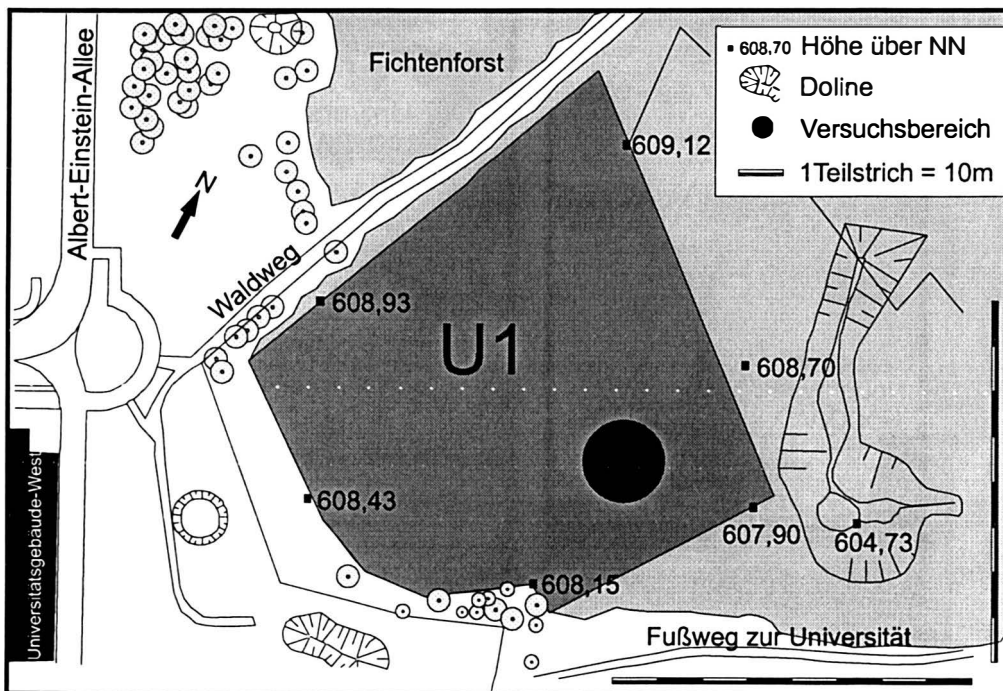 Albert-Einstein-Allee
Fichtenforst
608,70 Höhe über NN
Doline
Versuchsbereich
1Teilstrich = 10m
609,12
N
Waldweg
608,93
U1
608,70
608,43
607,90
604,73
608,15
Universitätsgebäude-West
Fußweg zur Universität